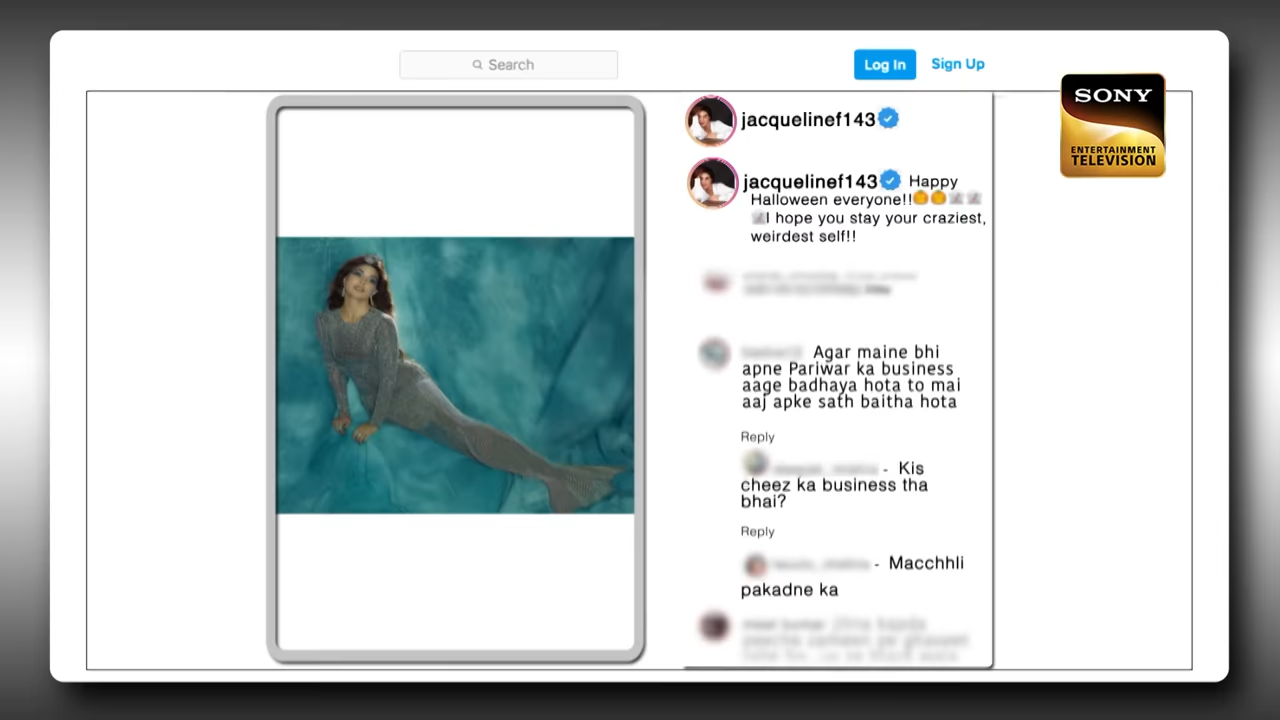 Search
Log In
Sign Up
SONY
ENTERTAINMENT
TELEVISION
jacquelinef143
jacquelinef143 Happy
Halloween everyone!!
I hope you stay your craziest,
weirdest self!!
Agar maine bhi
apne Pariwar ka business
aage badhaya hota to mai
aaj apke sath baitha hota
Reply
- Kis
cheez ka business tha
bhai?
Reply
- Macchhli
pakadne ka